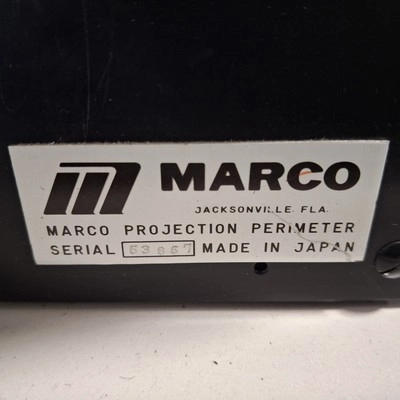 m MARCO
JACKSONVILLE, FLA.
MARCO PROJECTION PERIMETER
SERIAL MADE IN JAPAN